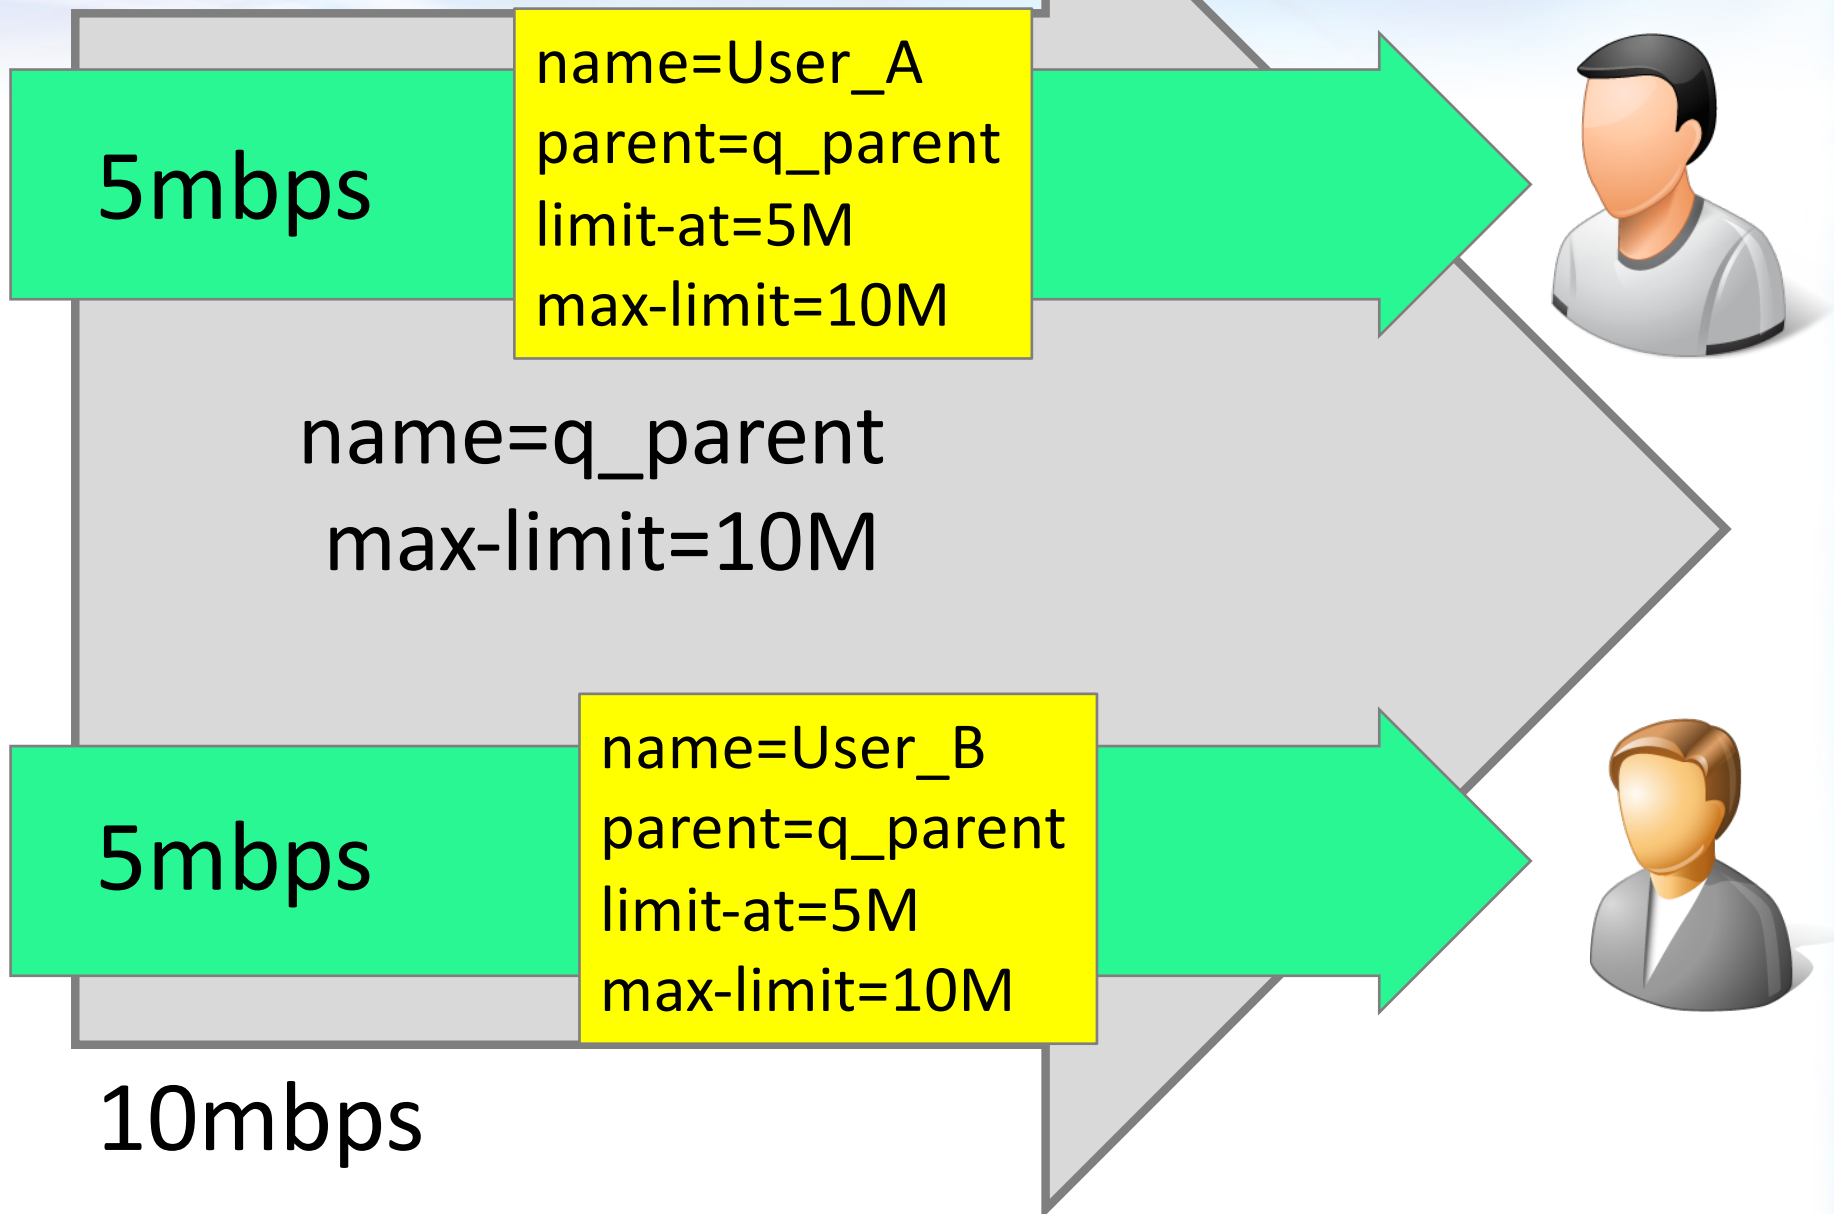 name=User_A
parent=q_parent
limit-at=5M
max-limit=10M
5mbps
name=q_parent
max-limit=10M
name=User_B
parent=q_parent
limit-at=5M
max-limit=10M
5mbps
10mbps